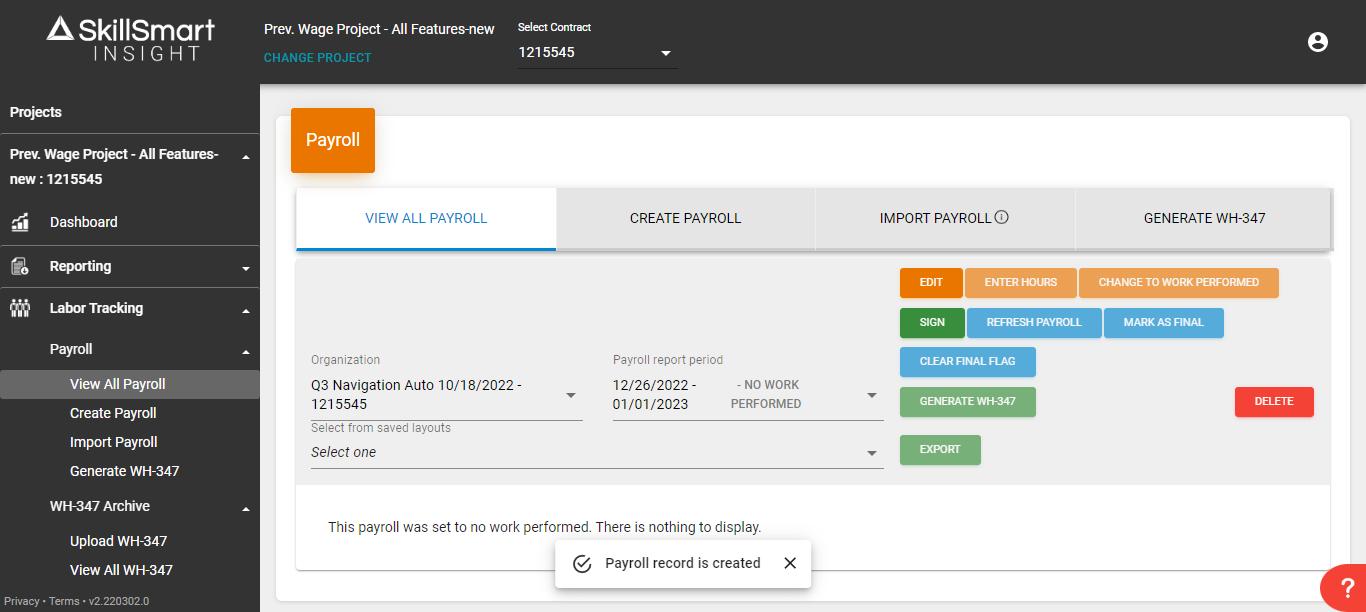 SkillSmart
INSIGHT
Prev. Wage Project - All Features-new
CHANGE PROJECT
Select Contract
1215545
Projects
Prev. Wage Project - All Features-
new : 1215545
Dashboard
Reporting
Labor Tracking
Payroll
View All Payroll
Create Payroll
Import Payroll
Generate WH-347
WH-347 Archive
Upload WH-347
View All WH-347
Privacy • Terms • v2.220302.0
Payroll
VIEW ALL PAYROLL
CREATE PAYROLL
IMPORT PAYROLL
GENERATE WH-347
Organization
Q3 Navigation Auto 10/18/2022 -
1215545
Payroll report period
12/26/2022 -
01/01/2023
- NO WORK
PERFORMED
Select from saved layouts
Select one
EDIT
ENTER HOURS
CHANGE TO WORK PERFORMED
SIGN
REFRESH PAYROLL
MARK AS FINAL
CLEAR FINAL FLAG
GENERATE WH-347
DELETE
EXPORT
This payroll was set to no work performed. There is nothing to display.
Payroll record is created
?